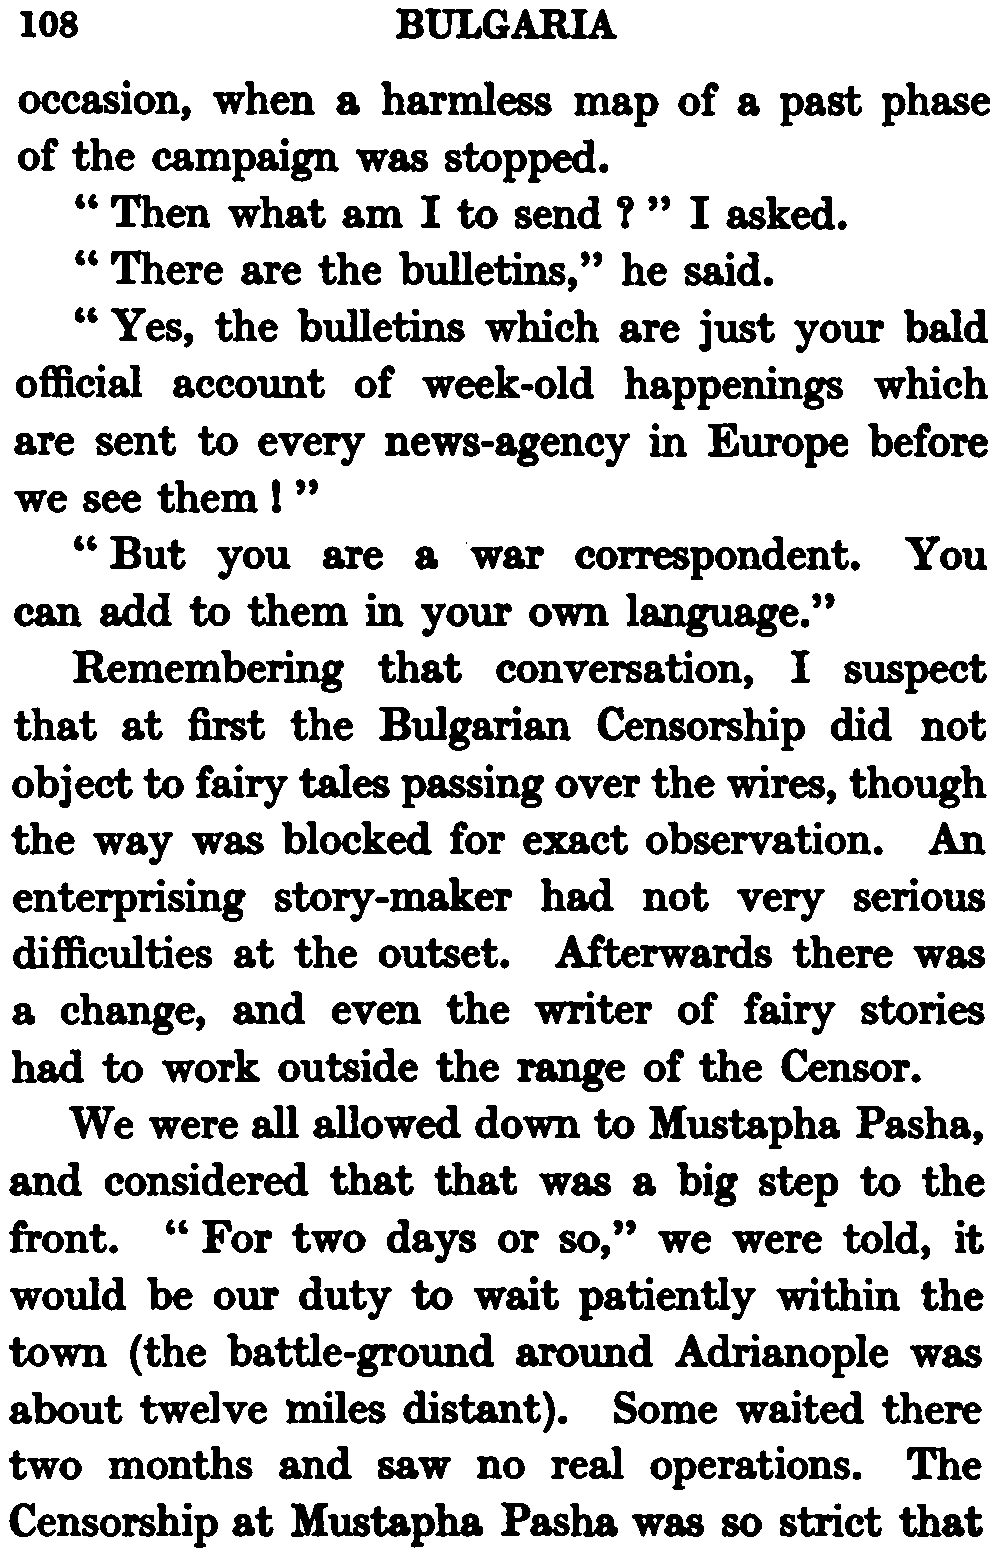 108 BULGARIA
occasion, when a harmless map of a past phase
of the campaign was stopped.
“ Then what am I to send ? ” I asked.
“ There are the bulletins,” he said.
“ Yes, the bulletins which are just your bald
official account of week-old happenings which
are sent to every news-agency in Europe before
we see them ! ”
“ But you are a war correspondent. You
can add to them in your own language.”
Remembering that conversation, I suspect
that at first the Bulgarian Censorship did not
object to fairy tales passing over the wires, though
the way was blocked for exact observation. An
enterprising story-maker had not very serious
difficulties at the outset. Afterwards there was
a change, and even the writer of fairy stories
had to work outside the range of the Censor.
We were all allowed down to Mustapha Pasha,
and considered that that was a big step to the
front. “ For two days or so,” we were told, it
would be our duty to wait patiently within the
town (the battle-ground around Adrianople was
about twelve miles distant). Some waited there
two months and saw no real operations. The
Censorship at Mustapha Pasha was so strict that